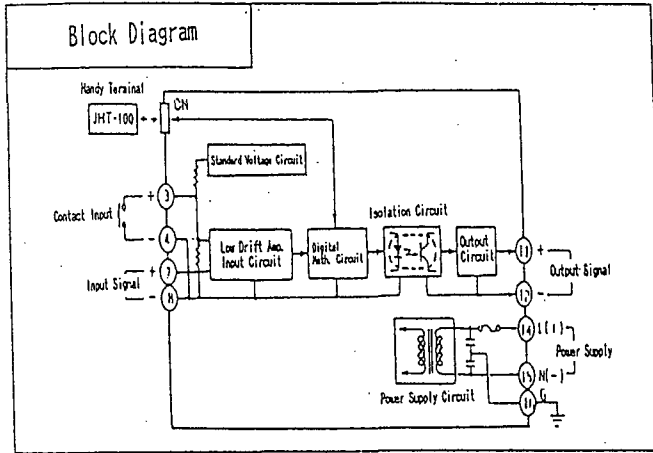 Block Diagram
Handy Terminal
JHT-100
CN
Standard Voltage Circuit
Contact Input
+
3
-
4
Input Signal
+
7
-
8
Low Drift Amp.
Input Circuit
Digital
Math. Circuit
Isolation Circuit
Output
Circuit
11
+
Output Signal
12
-
14
Power Supply
15
N(-)
G
Power Supply Circuit